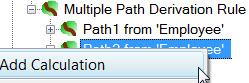 Multiple Path Derivation Rule
Path1 from 'Employee'
Path2 from 'Employee'
Add Calculation